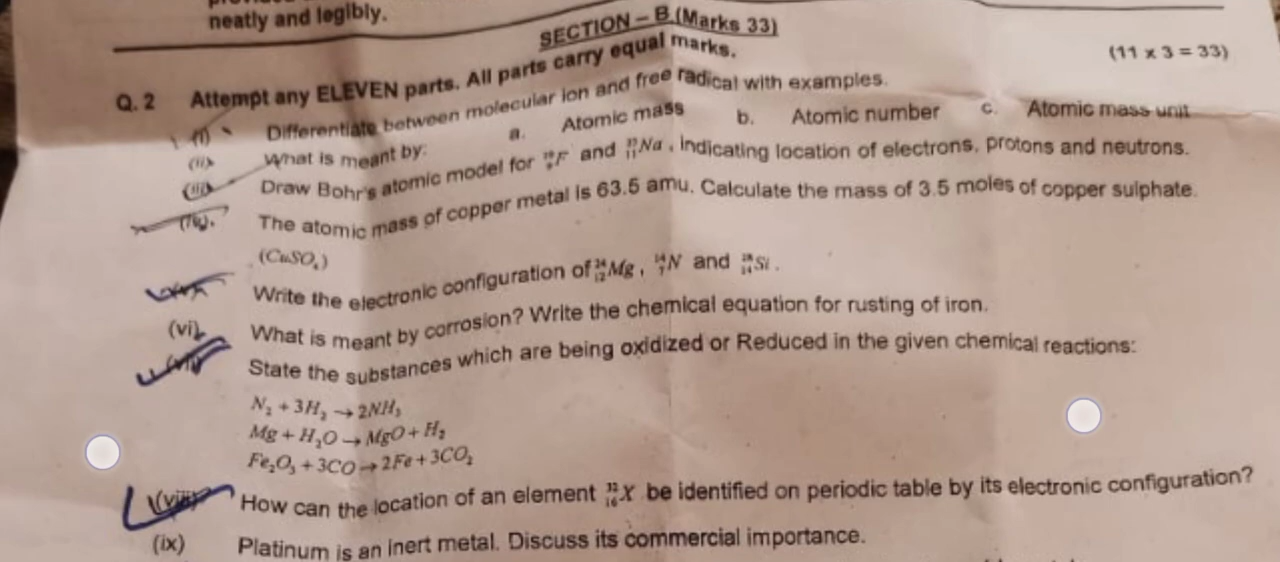 neatly and legibly.
SECTION – B (Marks 33)
Q. 2 Attempt any ELEVEN parts. All parts carry equal marks. (11 x 3 = 33)
(i) Differentiate between molecular ion and free radical with examples.
(ii) What is meant by: a. Atomic mass b. Atomic number c. Atomic mass unit
(iii) Draw Bohr's atomic model for ₉F and ₁₁Na, indicating location of electrons, protons and neutrons.
(iv). The atomic mass of copper metal is 63.5 amu. Calculate the mass of 3.5 moles of copper sulphate.
(CuSO₄)
Write the electronic configuration of ²⁴₁₂Mg, ¹⁴₇N and ²⁸₁₄Si.
(vi) What is meant by corrosion? Write the chemical equation for rusting of iron.
State the substances which are being oxidized or Reduced in the given chemical reactions:
N₂ + 3H₂ → 2NH₃
Mg + H₂O → MgO + H₂
Fe₂O₃ + 3CO → 2Fe + 3CO₂
(viii) How can the location of an element ³²₁₆X be identified on periodic table by its electronic configuration?
(ix) Platinum is an inert metal. Discuss its commercial importance.